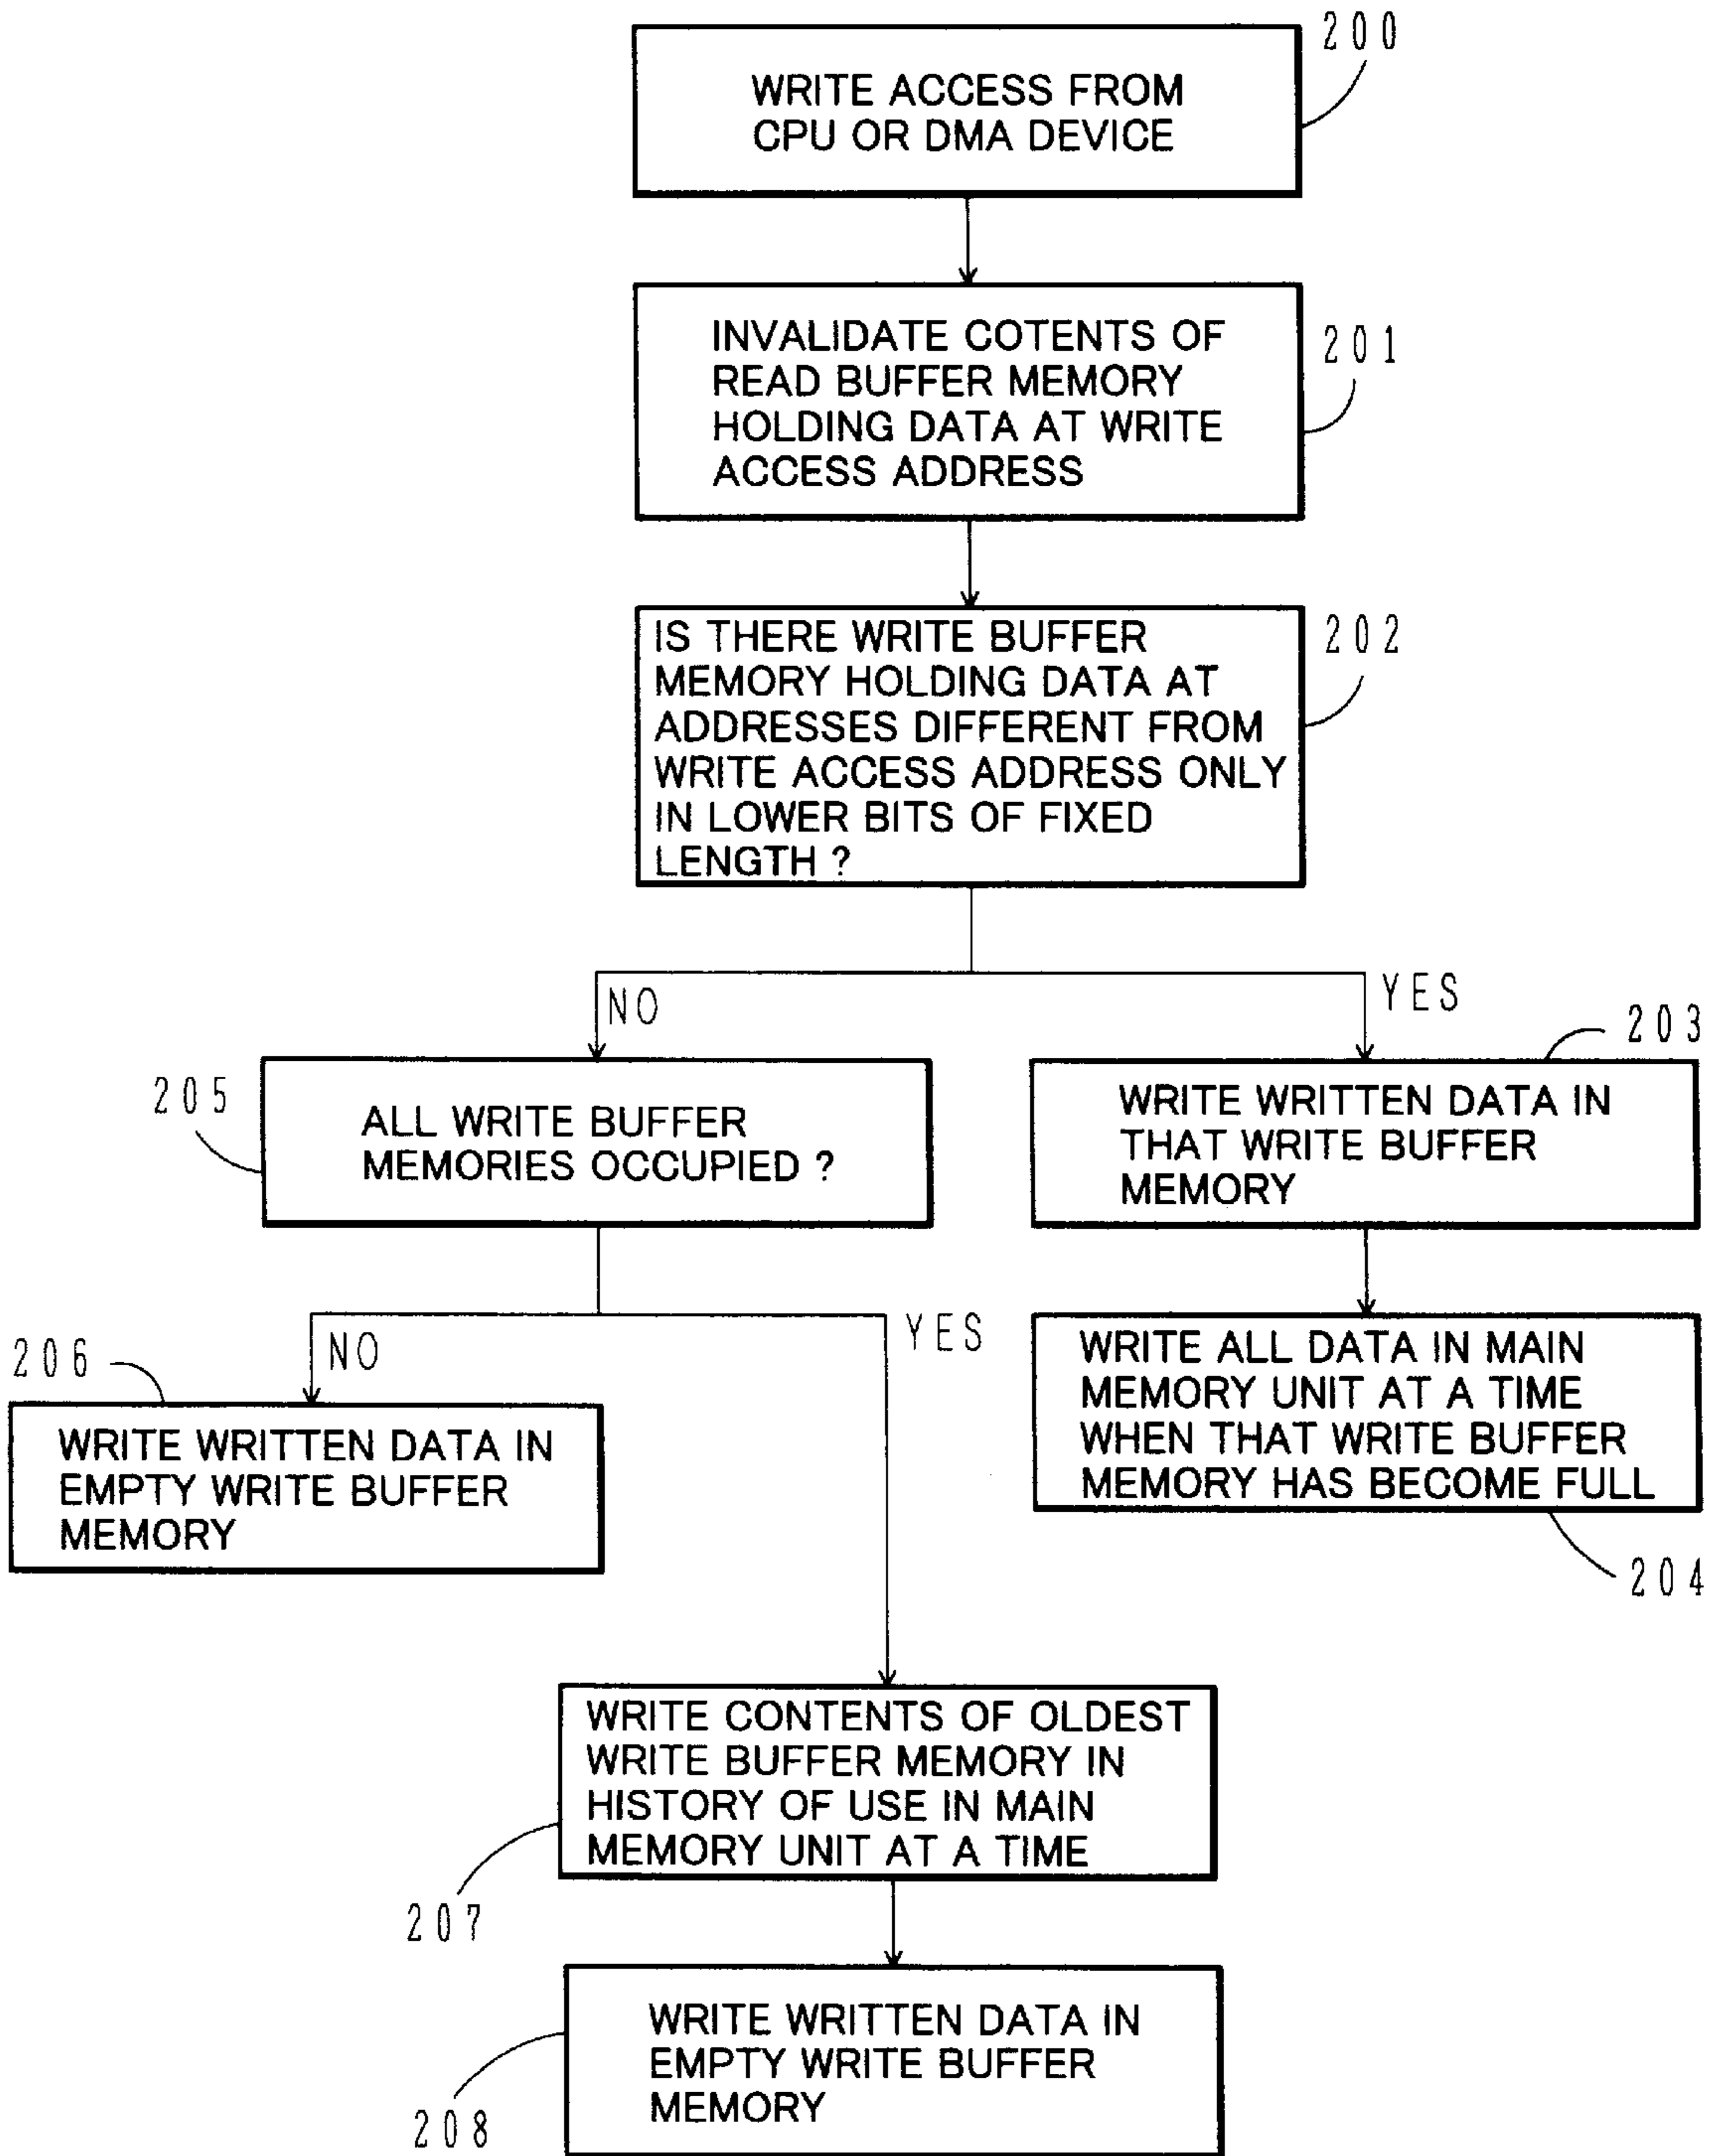 200
WRITE ACCESS FROM
CPU OR DMA DEVICE
INVALIDATE COTENTS OF
READ BUFFER MEMORY
HOLDING DATA AT WRITE
ACCESS ADDRESS
201
IS THERE WRITE BUFFER
MEMORY HOLDING DATA AT
ADDRESSES DIFFERENT FROM
WRITE ACCESS ADDRESS ONLY
IN LOWER BITS OF FIXED
LENGTH ?
202
NO
YES
203
205
ALL WRITE BUFFER
MEMORIES OCCUPIED ?
WRITE WRITTEN DATA IN
THAT WRITE BUFFER
MEMORY
206
NO
YES
WRITE ALL DATA IN MAIN
MEMORY UNIT AT A TIME
WHEN THAT WRITE BUFFER
MEMORY HAS BECOME FULL
204
WRITE WRITTEN DATA IN
EMPTY WRITE BUFFER
MEMORY
WRITE CONTENTS OF OLDEST
WRITE BUFFER MEMORY IN
HISTORY OF USE IN MAIN
MEMORY UNIT AT A TIME
207
WRITE WRITTEN DATA IN
EMPTY WRITE BUFFER
MEMORY
208